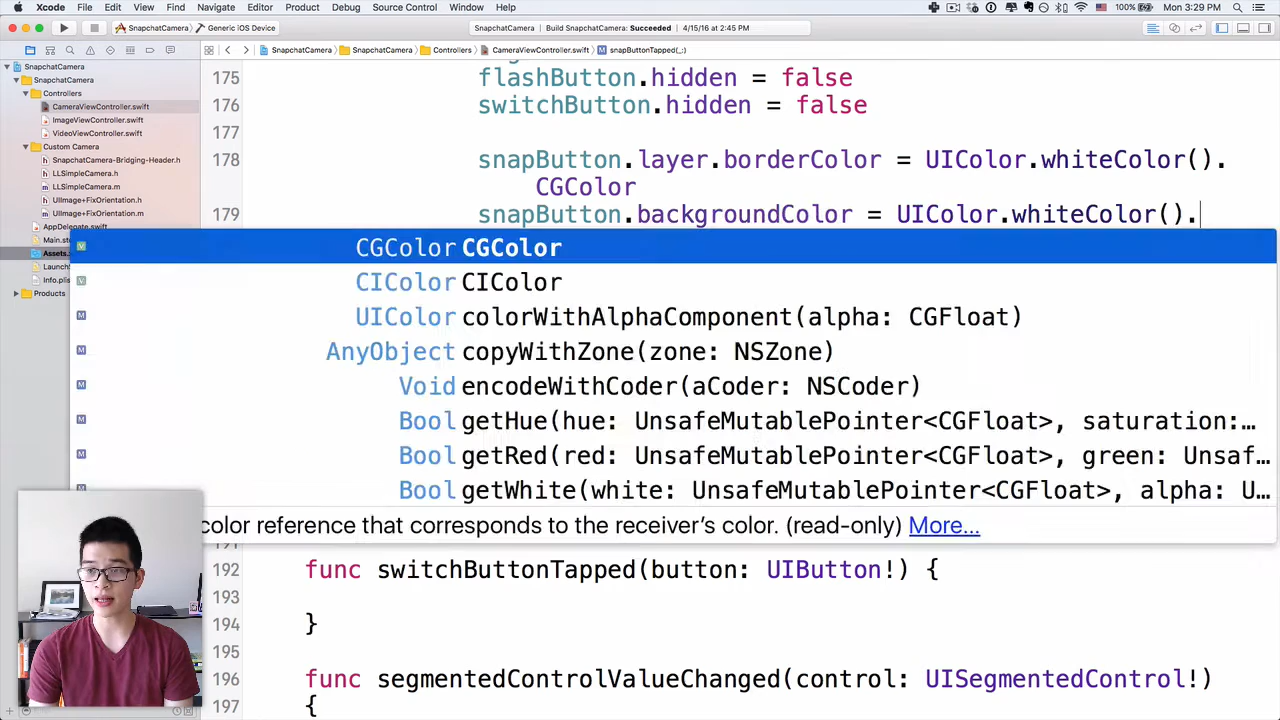 Xcode File Edit View Find Navigate Editor Product Debug Source Control Window Help 100% Mon 3:29 PM
SnapchatCamera Generic iOS Device SnapchatCamera Build SnapchatCamera: Succeeded 4/15/16 at 2:45 PM
SnapchatCamera SnapchatCamera Controllers CameraViewController.swift snapButtonTapped(_:)
SnapchatCamera
SnapchatCamera
Controllers
CameraViewController.swift
ImageViewController.swift
VideoViewController.swift
Custom Camera
SnapchatCamera-Bridging-Header.h
LLSimpleCamera.h
LLSimpleCamera.m
UIImage+FixOrientation.h
UIImage+FixOrientation.m
AppDelegate.swift
Main.st
Assets.
Launch
Info.plis
Products
175 flashButton.hidden = false
176 switchButton.hidden = false
177
178 snapButton.layer.borderColor = UIColor.whiteColor().
CGColor
179 snapButton.backgroundColor = UIColor.whiteColor().
CGColor CGColor
CIColor CIColor
UIColor colorWithAlphaComponent(alpha: CGFloat)
AnyObject copyWithZone(zone: NSZone)
Void encodeWithCoder(aCoder: NSCoder)
Bool getHue(hue: UnsafeMutablePointer<CGFloat>, saturation:…
Bool getRed(red: UnsafeMutablePointer<CGFloat>, green: Unsaf…
Bool getWhite(white: UnsafeMutablePointer<CGFloat>, alpha: U…
color reference that corresponds to the receiver's color. (read-only) More...
191
192 func switchButtonTapped(button: UIButton!) {
193
194 }
195
196 func segmentedControlValueChanged(control: UISegmentedControl!)
197 {